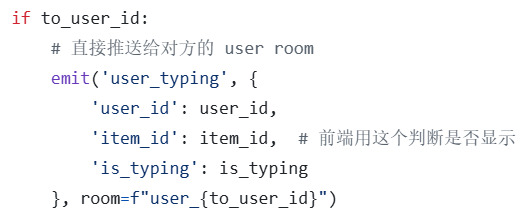 if to_user_id:
    # 直接推送给对方的 user room
    emit('user_typing', {
        'user_id': user_id,
        'item_id': item_id,  # 前端用这个判断是否显示
        'is_typing': is_typing
    }, room=f"user_{to_user_id}")